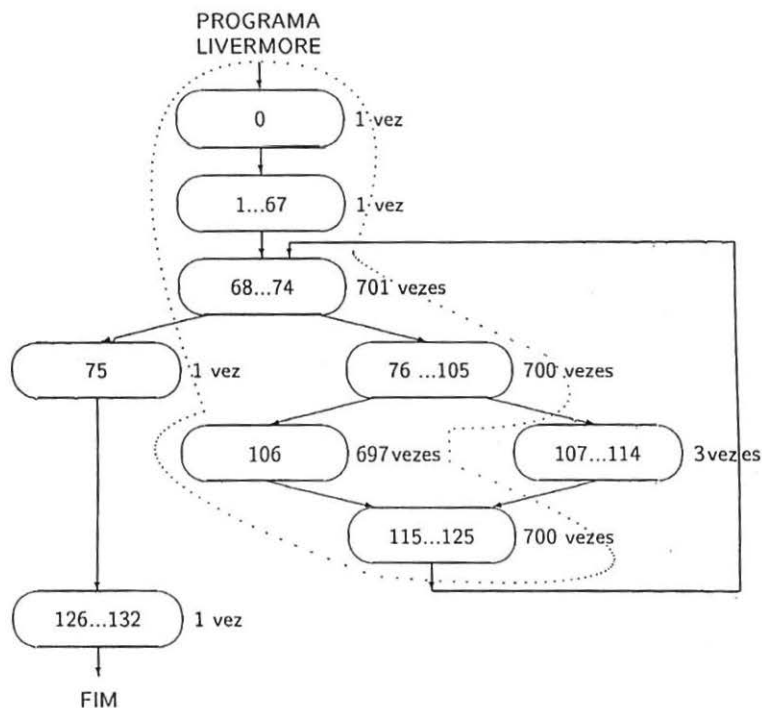 PROGRAMA
LIVERMORE
0 1 vez
1...67 1 vez
68...74 701 vezes
75 1 vez 76 ...105 700 vezes
106 697 vezes 107...114 3 vezes
115...125 700 vezes
126...132 1 vez
FIM